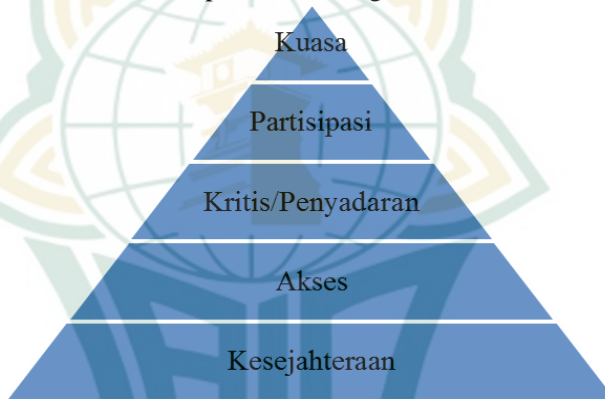 Kuasa
Partisipasi
Kritis/Penyadaran
Akses
Kesejahteraan